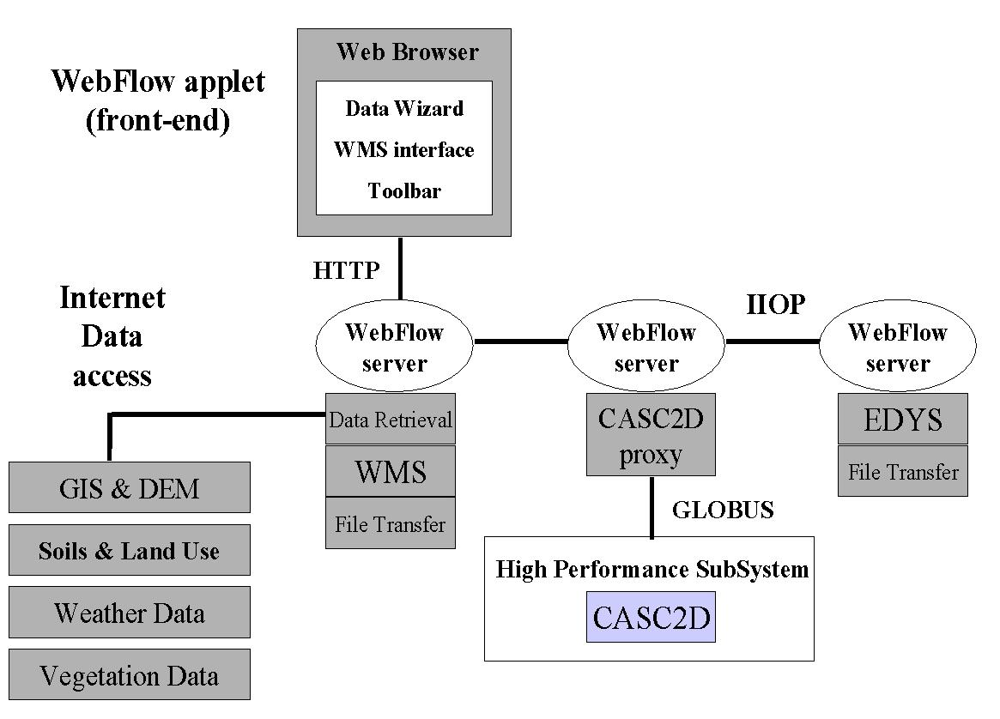 Web Browser
WebFlow applet
(front-end)
Data Wizard
WMS interface
Toolbar
HTTP
Internet
Data
access
IIOP
WebFlow
server
WebFlow
server
WebFlow
server
Data Retrieval
WMS
File Transfer
CASC2D
proxy
EDYS
File Transfer
GIS & DEM
Soils & Land Use
Weather Data
Vegetation Data
GLOBUS
High Performance SubSystem
CASC2D